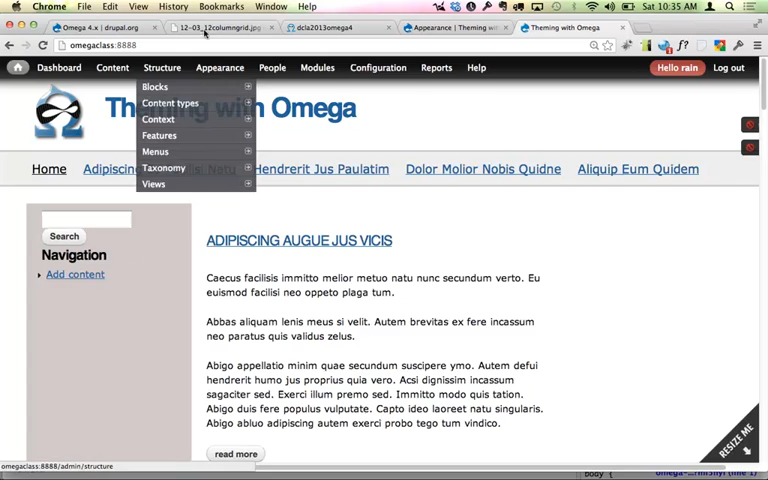 Chrome File Edit View History Bookmarks Window Help Sat 10:35 AM
Omega 4.x | drupal.org 12-03_12columngrid.jpg dcla2013omega4 Appearance | Theming wit Theming with Omega
omegaclass:8888
Dashboard Content Structure Appearance People Modules Configuration Reports Help Hello rain Log out
Blocks
Content types
Context
Features
Menus
Taxonomy
Views
Theming with Omega
Home Adipiscing Natu Hendrerit Jus Paulatim Dolor Molior Nobis Quidne Aliquip Eum Quidem
Search
Navigation
Add content
ADIPISCING AUGUE JUS VICIS
Caecus facilisis immitto melior metuo natu nunc secundum verto. Eu
euismod facilisi neo oppeto plaga tum.
Abbas aliquam lenis meus si velit. Autem brevitas ex fere incassum
neo paratus quis validus zelus.
Abigo appellatio minim quae secundum suscipere ymo. Autem defui
hendrerit humo jus proprius quia vero. Acsi dignissim incassum
sagaciter sed. Exerci illum premo sed. Immitto modo quis tation.
Abigo duis fere populus vulputate. Capto ideo laoreet natu singularis.
Abigo abluo adipiscing autem exerci probo tego tum vindico.
read more
RESIZE ME
omegaclass:8888/admin/structure
body {